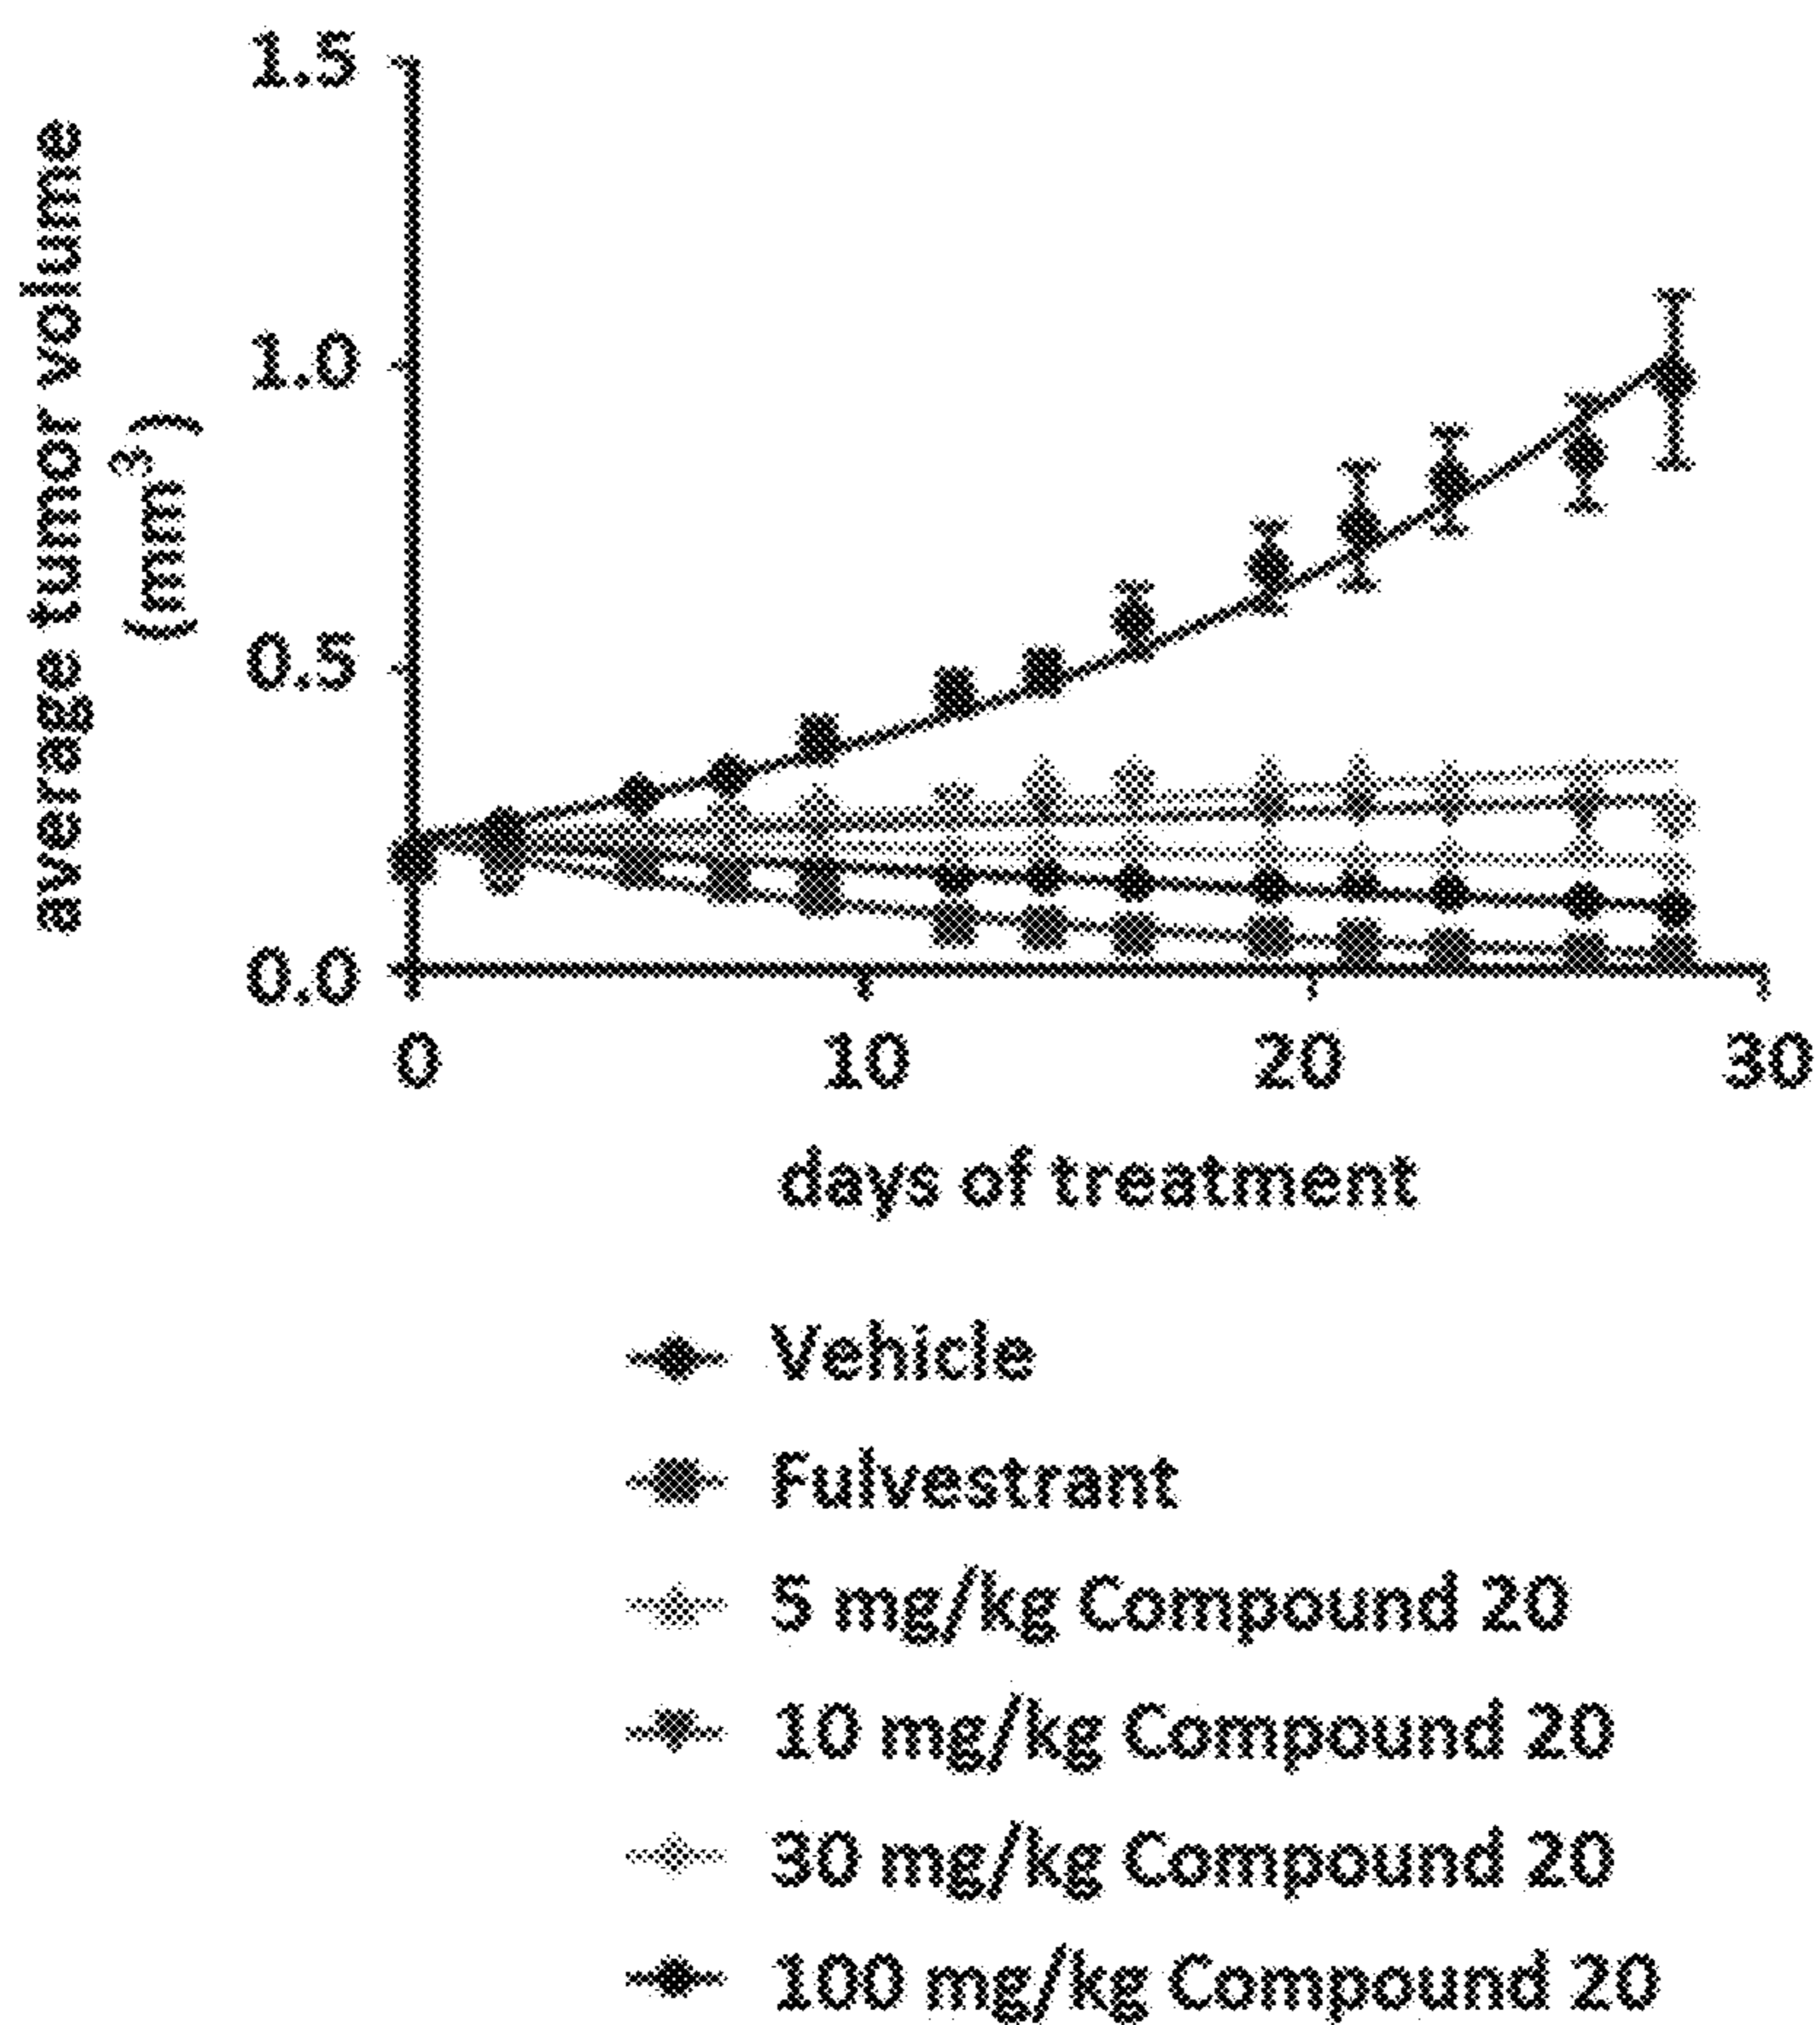 average tumor volume
(mm³)
1.5
1.0
0.5
0.0
0 10 20 30
days of treatment
Vehicle
Fulvestrant
5 mg/kg Compound 20
10 mg/kg Compound 20
30 mg/kg Compound 20
100 mg/kg Compound 20